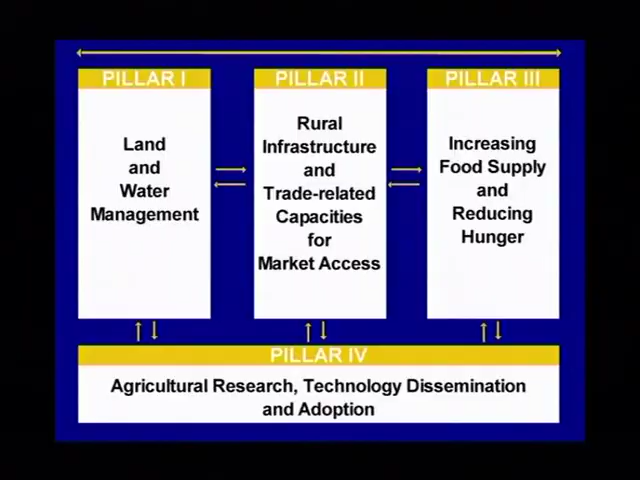 PILLAR I
Land
and
Water
Management
PILLAR II
Rural
Infrastructure
and
Trade-related
Capacities
for
Market Access
PILLAR III
Increasing
Food Supply
and
Reducing
Hunger
PILLAR IV
Agricultural Research, Technology Dissemination
and Adoption